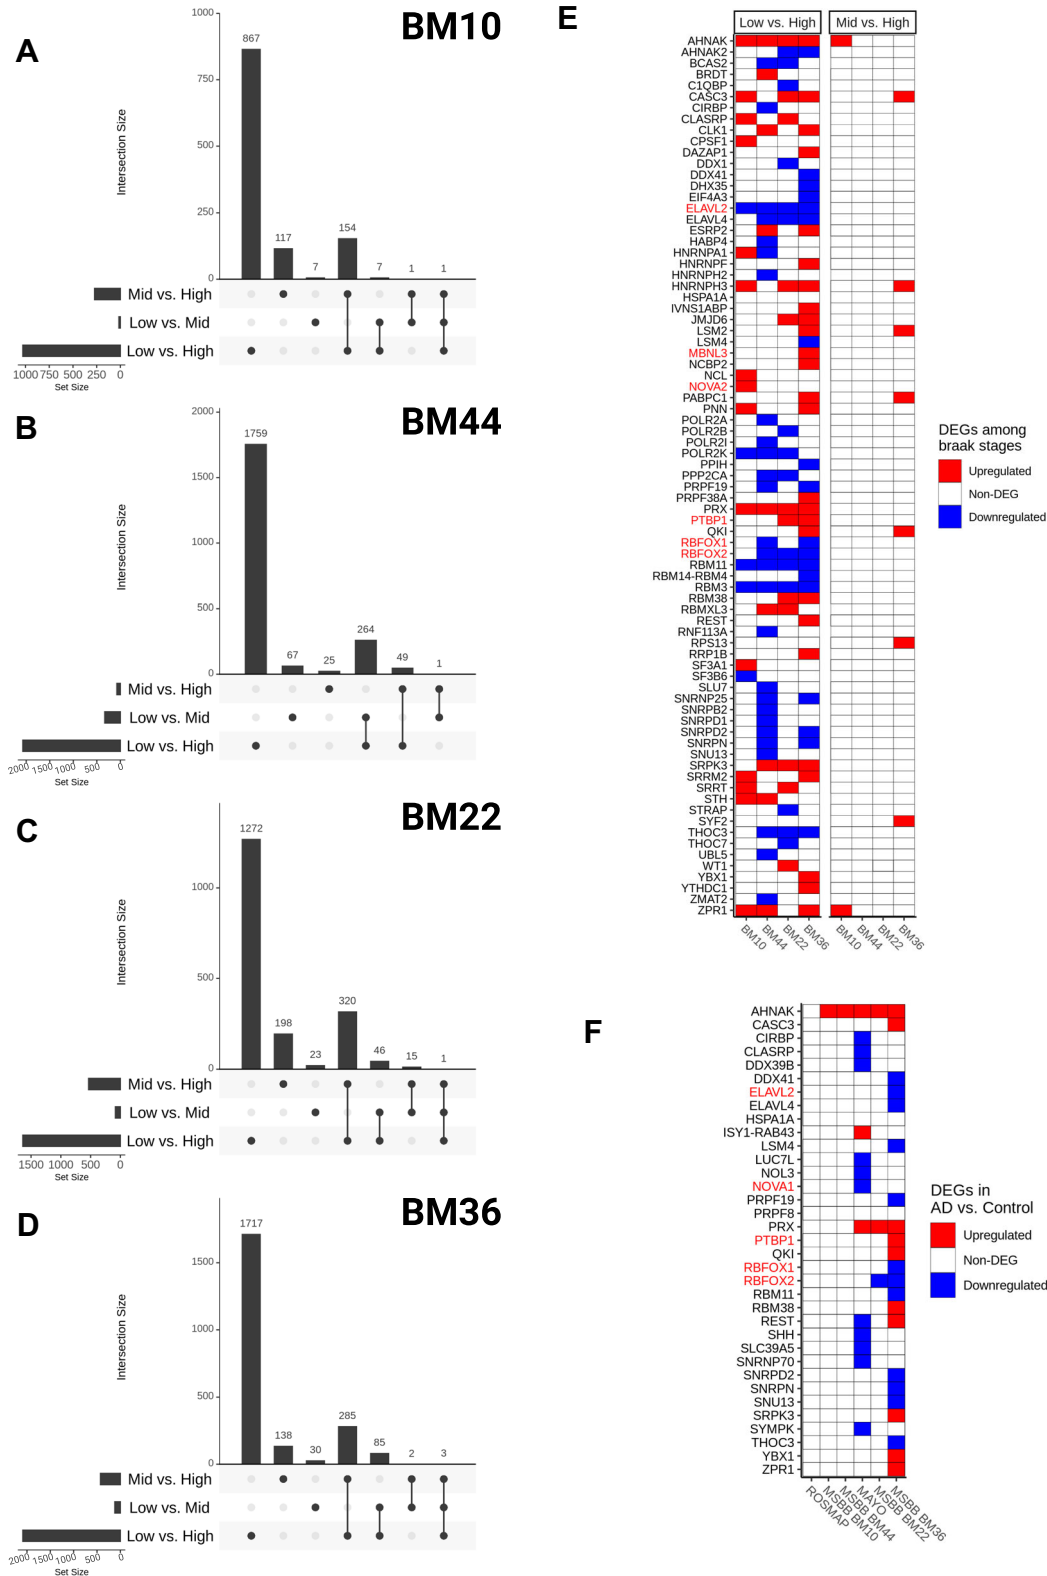 A
BM10
Intersection Size
1000
750
500
250
0
867
117
7
154
7
1
1
Mid vs. High
Low vs. Mid
Low vs. High
1000 750 500 250 0
Set Size
B
BM44
Intersection Size
2000
1500
1000
500
0
1759
67
25
264
49
1
Mid vs. High
Low vs. Mid
Low vs. High
2000 1500 1000 500 0
Set Size
C
BM22
Intersection Size
1000
500
0
1272
198
23
320
46
15
1
Mid vs. High
Low vs. Mid
Low vs. High
1500 1000 500 0
Set Size
D
BM36
Intersection Size
1500
1000
500
0
1717
138
30
285
85
2
3
Mid vs. High
Low vs. Mid
Low vs. High
2000 1500 1000 500 0
Set Size
E
Low vs. High
Mid vs. High
AHNAK
AHNAK2
BCAS2
BRDT
C1QBP
CASC3
CIRBP
CLASRP
CLK1
CPSF1
DAZAP1
DDX1
DDX41
DHX35
EIF4A3
ELAVL2
ELAVL4
ESRP2
HABP4
HNRNPA1
HNRNPF
HNRNPH2
HNRNPH3
HSPA1A
IVNS1ABP
JMJD6
LSM2
LSM4
MBNL3
NCBP2
NCL
NOVA2
PABPC1
PNN
POLR2A
POLR2B
POLR2I
POLR2K
PPIH
PPP2CA
PRPF19
PRPF38A
PRX
PTBP1
QKI
RBFOX1
RBFOX2
RBM11
RBM14-RBM4
RBM3
RBM38
RBMXL3
REST
RNF113A
RPS13
RRP1B
SF3A1
SF3B6
SLU7
SNRNP25
SNRPB2
SNRPD1
SNRPD2
SNRPN
SNU13
SRPK3
SRRM2
SRRT
STH
STRAP
SYF2
THOC3
THOC7
UBL5
WT1
YBX1
YTHDC1
ZMAT2
ZPR1
BM10
BM44
BM22
BM36
BM10
BM44
BM22
BM36
DEGs among
braak stages
Upregulated
Non-DEG
Downregulated
F
AHNAK
CASC3
CIRBP
CLASRP
DDX39B
DDX41
ELAVL2
ELAVL4
HSPA1A
ISY1-RAB43
LSM4
LUC7L
NOL3
NOVA1
PRPF19
PRPF8
PRX
PTBP1
QKI
RBFOX1
RBFOX2
RBM11
RBM38
REST
SHH
SLC39A5
SNRNP70
SNRPD2
SNRPN
SNU13
SRPK3
SYMPK
THOC3
YBX1
ZPR1
ROSMAP
MSBB BM10
MSBB BM44
MAYO
MSBB BM22
MSBB BM36
DEGs in
AD vs. Control
Upregulated
Non-DEG
Downregulated